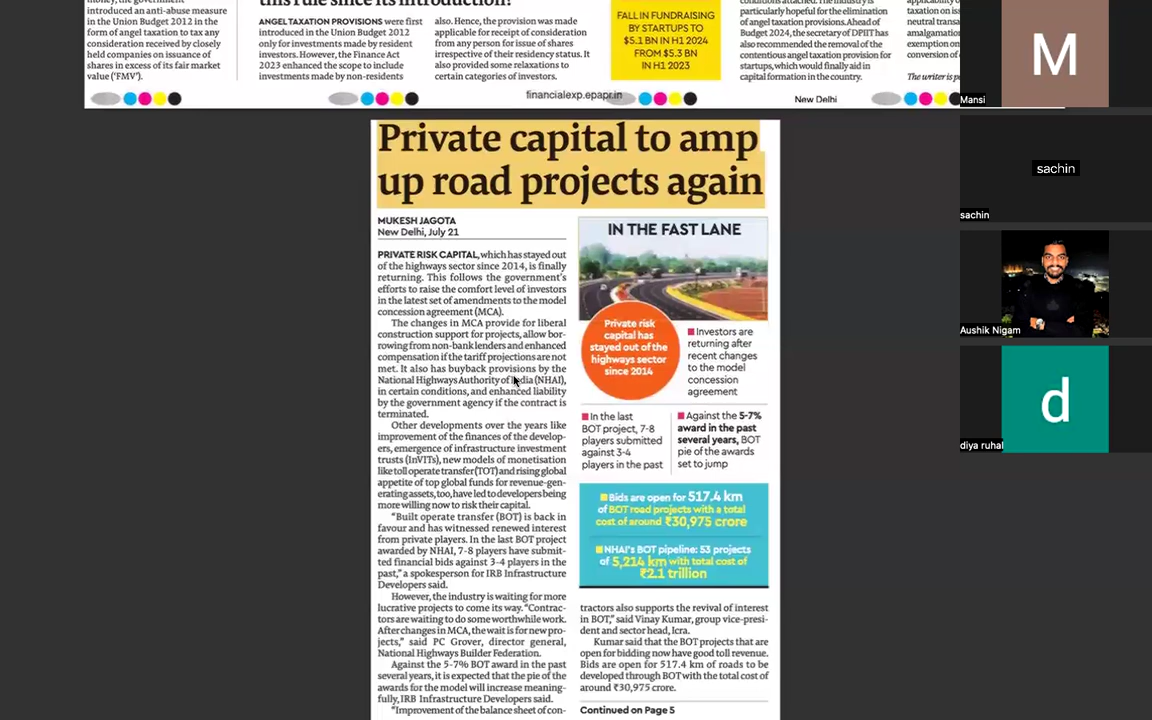 money, the government
introduced an anti-abuse measure
in the Union Budget 2012 in the
form of angel taxation to tax any
consideration received by closely
held companies on issuance of
shares in excess of its fair market
value ('FMV').
this rule since its introduction?
ANGEL TAXATION PROVISIONS were first
introduced in the Union Budget 2012
only for investments made by resident
investors. However, the Finance Act
2023 enhanced the scope to include
investments made by non-residents
also. Hence, the provision was made
applicable for receipt of consideration
from any person for issue of shares
irrespective of their residency status. It
also provided some relaxations to
certain categories of investors.
FALL IN FUNDRAISING
BY STARTUPS TO
$5.1 BN IN H1 2024
FROM $5.3 BN
IN H1 2023
conditions attached. The industry is
particularly hopeful for the elimination
of angel taxation provisions. Ahead of
Budget 2024, the secretary of DPIIT has
also recommended the removal of the
contentious angel taxation provision for
startups, which would finally aid in
capital formation in the country.
taxation on iss
neutral transa
amalgamation
exemption o
conversion o
The writer is p
financialexp.epapr.in
New Delhi
Private capital to amp
up road projects again
MUKESH JAGOTA
New Delhi, July 21
PRIVATE RISK CAPITAL, which has stayed out
of the highways sector since 2014, is finally
returning. This follows the government's
efforts to raise the comfort level of investors
in the latest set of amendments to the model
concession agreement (MCA).
The changes in MCA provide for liberal
construction support for projects, allow bor-
rowing from non-bank lenders and enhanced
compensation if the tariff projections are not
met. It also has buyback provisions by the
National Highways Authority of India (NHAI),
in certain conditions, and enhanced liability
by the government agency if the contract is
terminated.
Other developments over the years like
improvement of the finances of the develop-
ers, emergence of infrastructure investment
trusts (InVITs), new models of monetisation
like toll operate transfer (TOT) and rising global
appetite of top global funds for revenue-gen-
erating assets, too, have led to developers being
more willing now to risk their capital.
"Built operate transfer (BOT) is back in
favour and has witnessed renewed interest
from private players. In the last BOT project
awarded by NHAI, 7-8 players have submit-
ted financial bids against 3-4 players in the
past," a spokesperson for IRB Infrastructure
Developers said.
However, the industry is waiting for more
lucrative projects to come its way. "Contrac-
tors are waiting to do some worthwhile work.
After changes in MCA, the wait is for new pro-
jects," said PC Grover, director general,
National Highways Builder Federation.
Against the 5-7% BOT award in the past
several years, it is expected that the pie of the
awards for the model will increase meaning-
fully, IRB Infrastructure Developers said.
"Improvement of the balance sheet of con-
IN THE FAST LANE
Private risk
capital has
stayed out of the
highways sector
since 2014
Investors are
returning after
recent changes
to the model
concession
agreement
In the last
BOT project, 7-8
players submitted
against 3-4
players in the past
Against the 5-7%
award in the past
several years, BOT
pie of the awards
set to jump
Bids are open for 517.4 km
of BOT road projects with a total
cost of around ₹30,975 crore
NHAI's BOT pipeline: 53 projects
of 5,214 km with total cost of
₹2.1 trillion
tractors also supports the revival of interest
in BOT," said Vinay Kumar, group vice-presi-
dent and sector head, Icra.
Kumar said that the BOT projects that are
open for bidding now have good toll revenue.
Bids are open for 517.4 km of roads to be
developed through BOT with the total cost of
around ₹30,975 crore.
Continued on Page 5
M
Mansi
sachin
sachin
Aushik Nigam
d
diya ruhal